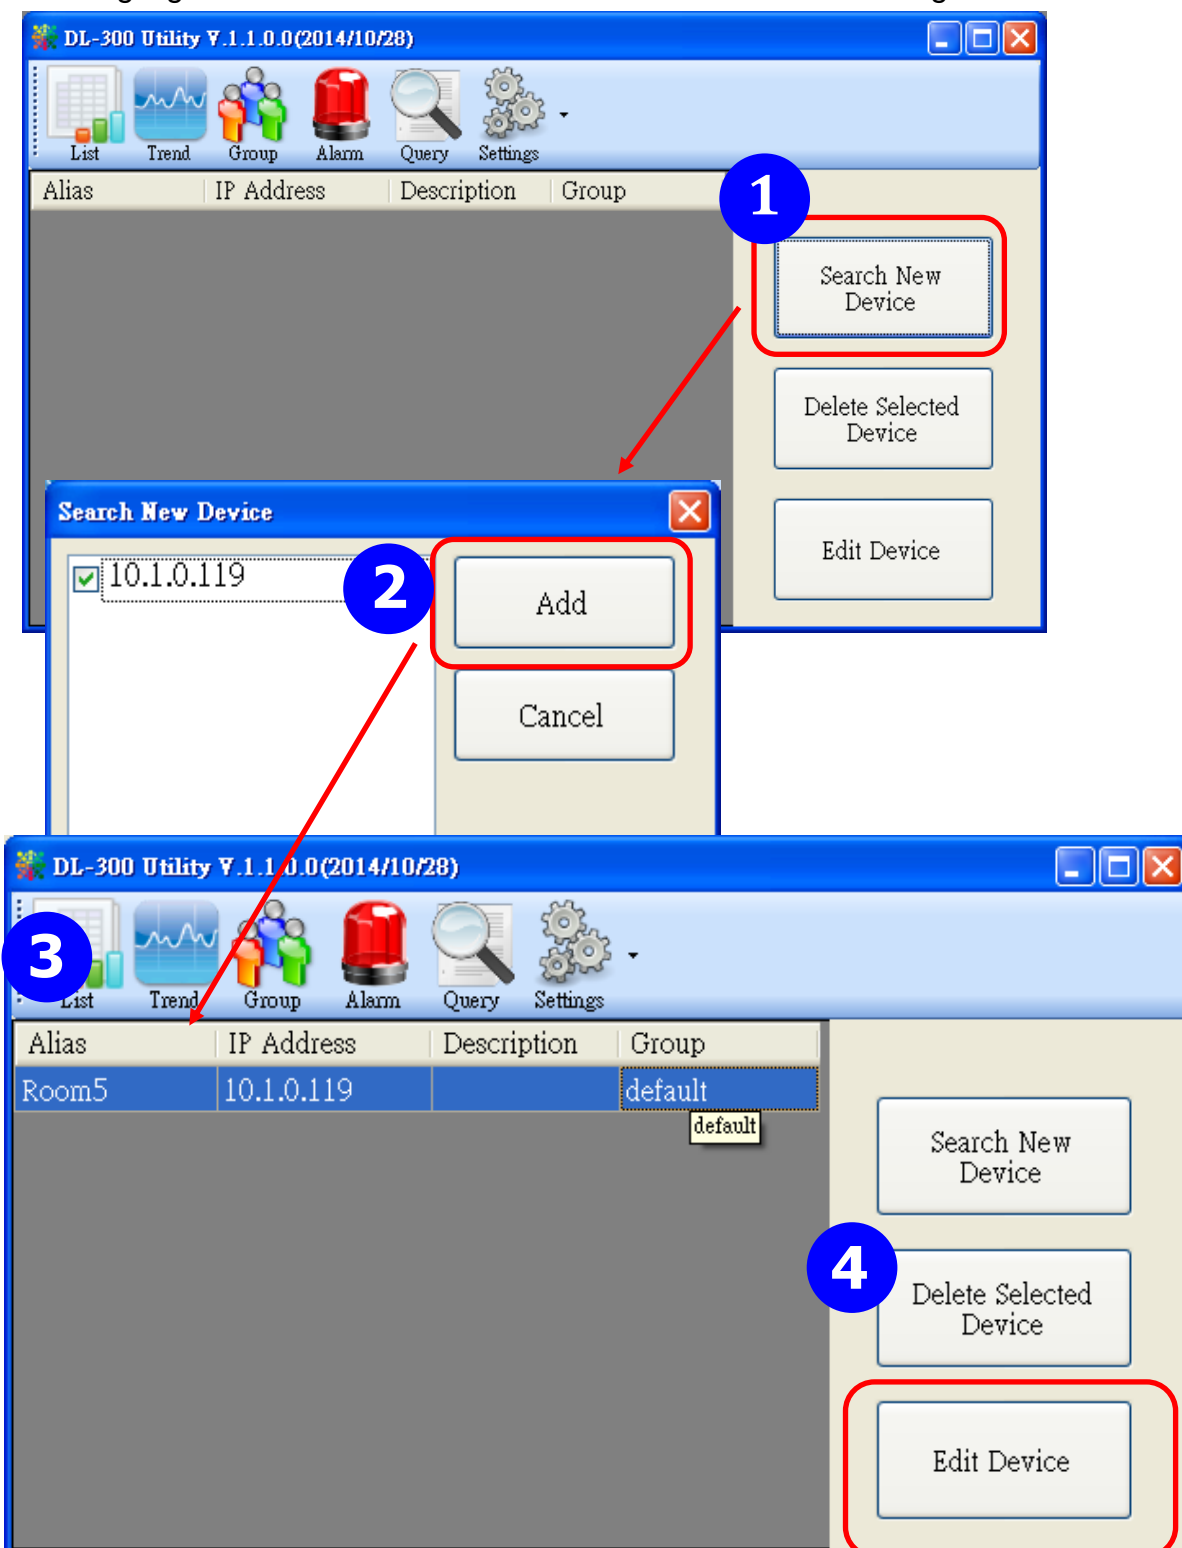 DL-300 Utility V.1.1.0.0(2014/10/28)
List Trend Group Alarm Query Settings
Alias IP Address Description Group
1
Search New
Device
Delete Selected
Device
Edit Device
Search New Device
10.1.0.119
2
Add
Cancel
DL-300 Utility V.1.1.0.0(2014/10/28)
3
List Trend Group Alarm Query Settings
Alias IP Address Description Group
Room5 10.1.0.119 default
default
Search New
Device
4
Delete Selected
Device
Edit Device